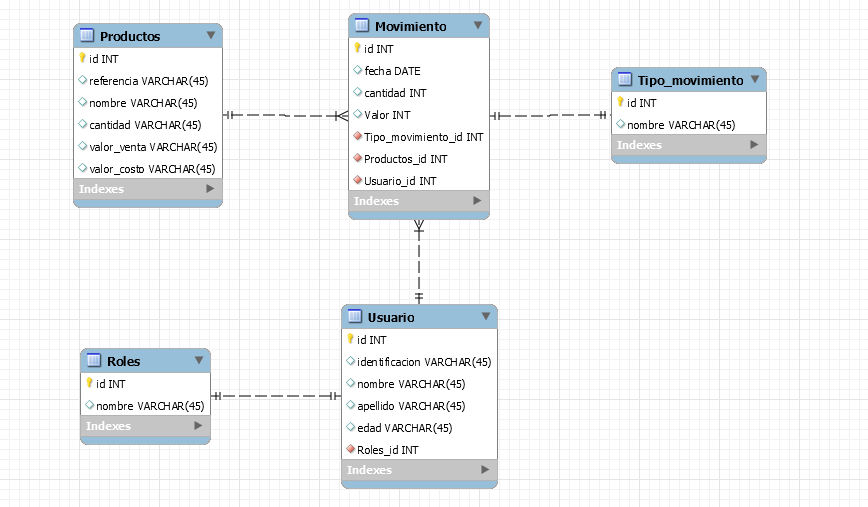 Productos
id INT
referencia VARCHAR(45)
nombre VARCHAR(45)
cantidad VARCHAR(45)
valor_venta VARCHAR(45)
valor_costo VARCHAR(45)
Indexes
Movimiento
id INT
fecha DATE
cantidad INT
Valor INT
Tipo_movimiento_id INT
Productos_id INT
Usuario_id INT
Indexes
Tipo_movimiento
id INT
nombre VARCHAR(45)
Indexes
Roles
id INT
nombre VARCHAR(45)
Indexes
Usuario
id INT
identificacion VARCHAR(45)
nombre VARCHAR(45)
apellido VARCHAR(45)
edad VARCHAR(45)
Roles_id INT
Indexes